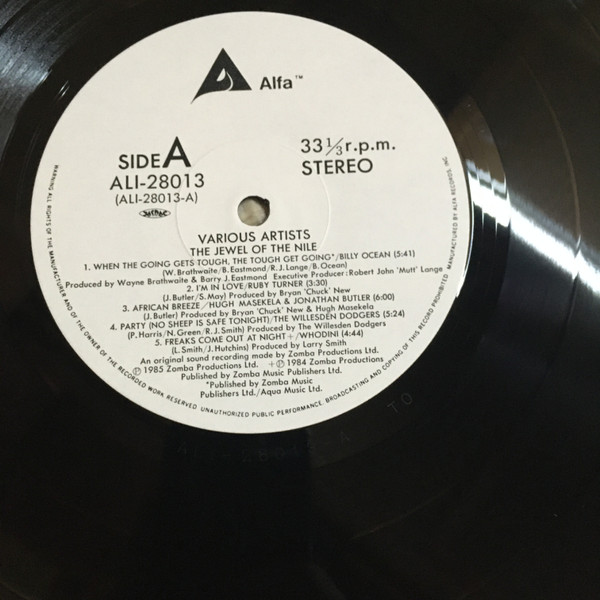 Alfa™
SIDE A
ALI-28013
(ALI-28013-A)
33 1/3 r.p.m.
STEREO
VARIOUS ARTISTS
THE JEWEL OF THE NILE
1. WHEN THE GOING GETS TOUGH, THE TOUGH GET GOING*/BILLY OCEAN (5:41)
(W. Brathwaite/B. Eastmond/R.J. Lange/B. Ocean)
Produced by Wayne Brathwaite & Barry J. Eastmond Executive Producer: Robert John 'Mutt' Lange
2. I'M IN LOVE/RUBY TURNER (3:30)
(J. Butler/S. May) Produced by Bryan 'Chuck' New
3. AFRICAN BREEZE/HUGH MASEKELA & JONATHAN BUTLER (6:00)
(J. Butler) Produced by Bryan 'Chuck' New & Hugh Masekela
4. PARTY (NO SHEEP IS SAFE TONIGHT)/THE WILLESDEN DODGERS (5:24)
(P. Harris/N. Green/R.J. Smith) Produced by The Willesden Dodgers
5. FREAKS COME OUT AT NIGHT+/WHODINI (4:44)
(L. Smith/J. Hutchins) Produced by Larry Smith
An original sound recording made by Zomba Productions Ltd.
℗1985 Zomba Productions Ltd. +℗1984 Zomba Productions Ltd.
Published by Zomba Music Publishers Ltd.
*Published by Zomba Music
Publishers Ltd./Aqua Music Ltd.
WARNING ALL RIGHTS OF THE MANUFACTURER AND OF THE OWNER OF THE RECORDED WORK RESERVED. UNAUTHORIZED PUBLIC PERFORMANCE, BROADCASTING AND COPYING OF THIS RECORD PROHIBITED. MANUFACTURED BY ALFA RECORDS, INC.